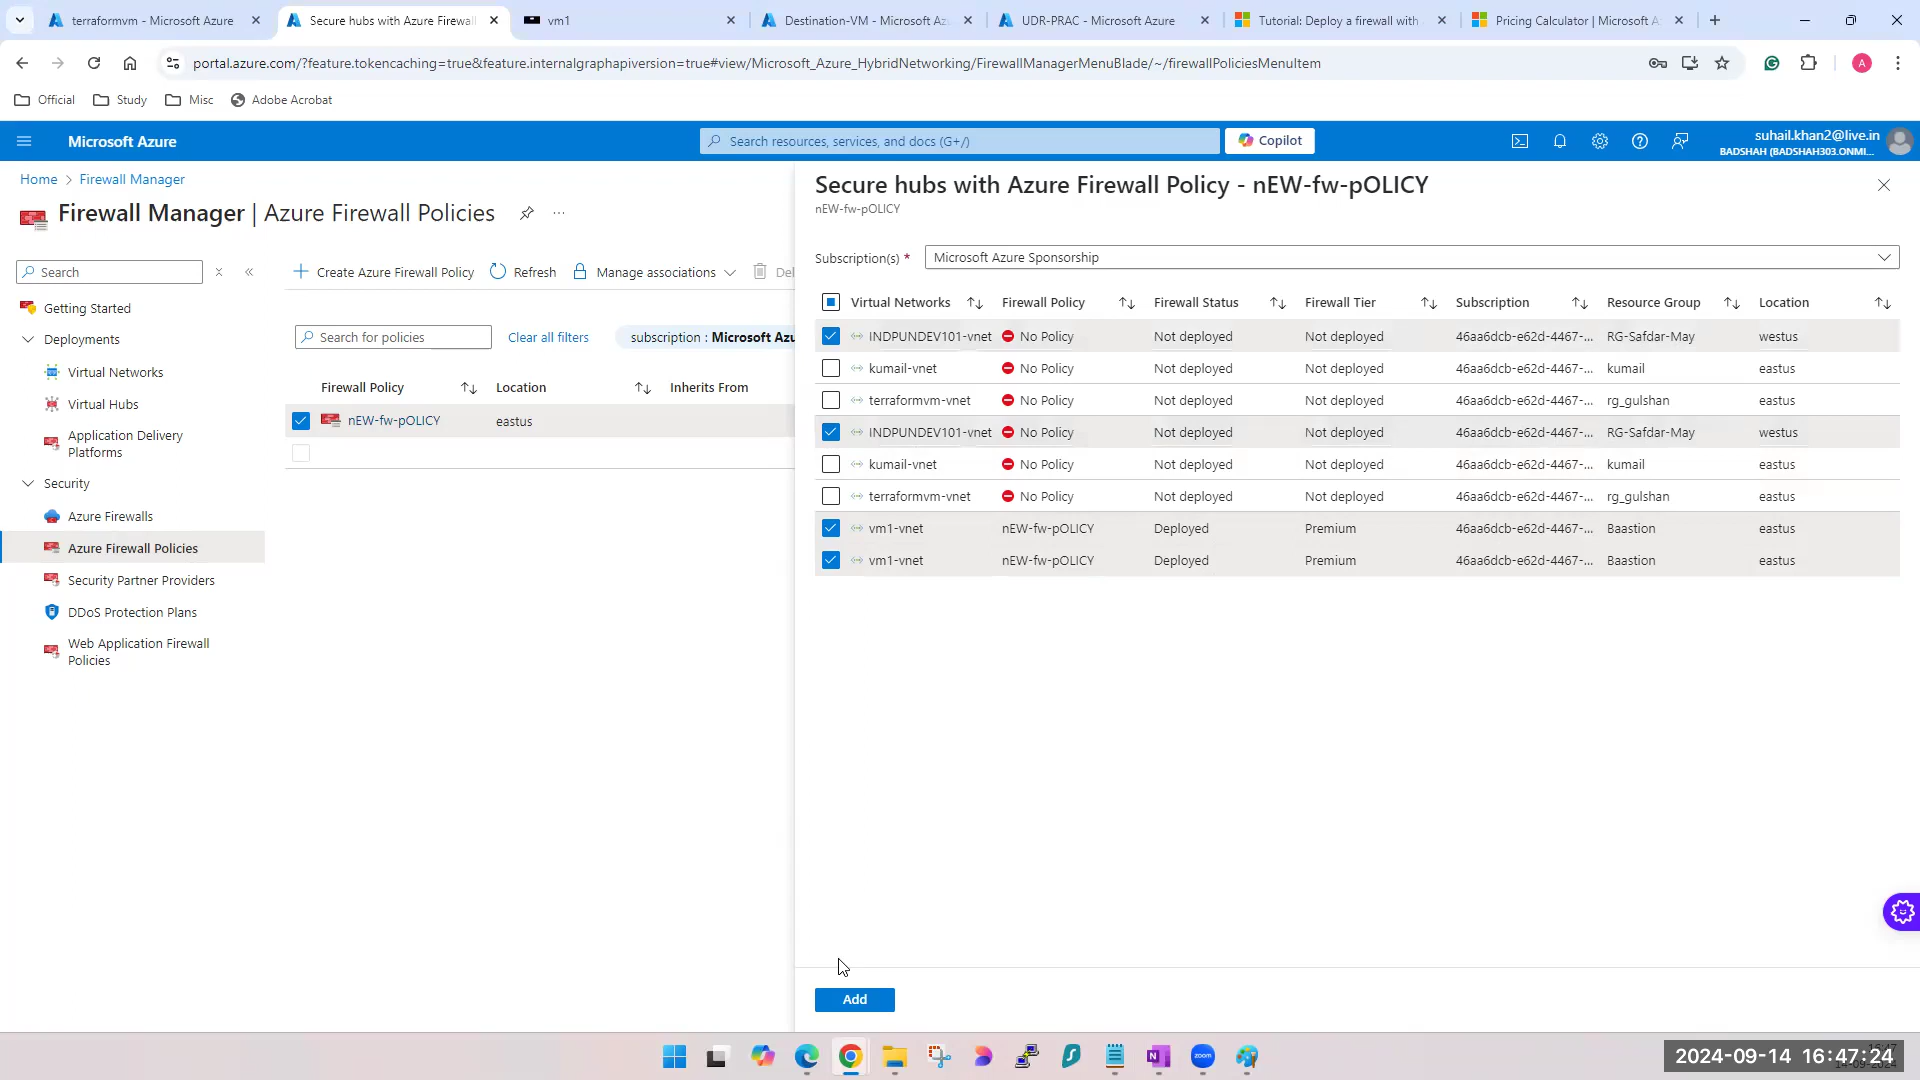 terraformvm - Microsoft Azure
Secure hubs with Azure Firewall
vm1
Destination-VM - Microsoft Az
UDR-PRAC - Microsoft Azure
Tutorial: Deploy a firewall with
Pricing Calculator | Microsoft A
portal.azure.com/?feature.tokencaching=true&feature.internalgraphapiversion=true#view/Microsoft_Azure_HybridNetworking/FirewallManagerMenuBlade/~/firewallPoliciesMenuItem
A
Official
Study
Misc
Adobe Acrobat
Microsoft Azure
Search resources, services, and docs (G+/)
Copilot
suhail.khan2@live.in
BADSHAH (BADSHAH303.ONMI...
Home > Firewall Manager
Firewall Manager | Azure Firewall Policies
Search
Getting Started
Deployments
Virtual Networks
Virtual Hubs
Application Delivery
Platforms
Security
Azure Firewalls
Azure Firewall Policies
Security Partner Providers
DDoS Protection Plans
Web Application Firewall
Policies
Create Azure Firewall Policy
Refresh
Manage associations
Del
Search for policies
Clear all filters
subscription : Microsoft Azu
Firewall Policy Location Inherits From
nEW-fw-pOLICY eastus
Secure hubs with Azure Firewall Policy - nEW-fw-pOLICY
nEW-fw-pOLICY
Subscription(s) * Microsoft Azure Sponsorship
Virtual Networks Firewall Policy Firewall Status Firewall Tier Subscription Resource Group Location
INDPUNDEV101-vnet No Policy Not deployed Not deployed 46aa6dcb-e62d-4467-... RG-Safdar-May westus
kumail-vnet No Policy Not deployed Not deployed 46aa6dcb-e62d-4467-... kumail eastus
terraformvm-vnet No Policy Not deployed Not deployed 46aa6dcb-e62d-4467-... rg_gulshan eastus
INDPUNDEV101-vnet No Policy Not deployed Not deployed 46aa6dcb-e62d-4467-... RG-Safdar-May westus
kumail-vnet No Policy Not deployed Not deployed 46aa6dcb-e62d-4467-... kumail eastus
terraformvm-vnet No Policy Not deployed Not deployed 46aa6dcb-e62d-4467-... rg_gulshan eastus
vm1-vnet nEW-fw-pOLICY Deployed Premium 46aa6dcb-e62d-4467-... Baastion eastus
vm1-vnet nEW-fw-pOLICY Deployed Premium 46aa6dcb-e62d-4467-... Baastion eastus
Add
zoom
2024-09-14 16:47:24